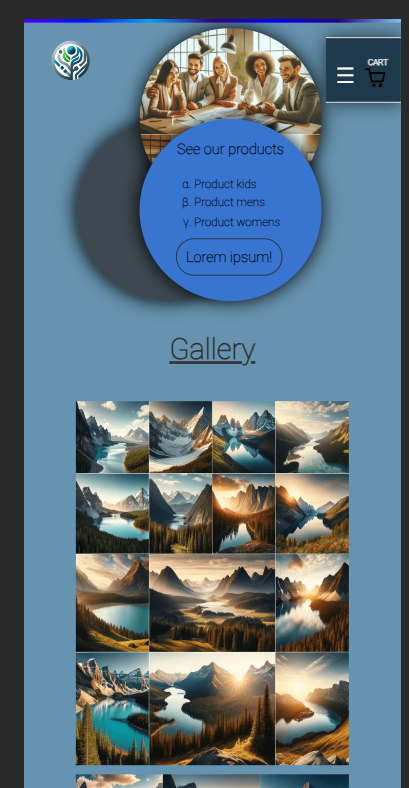 CART
See our products
α. Product kids
β. Product mens
γ. Product womens
Lorem ipsum!
Gallery